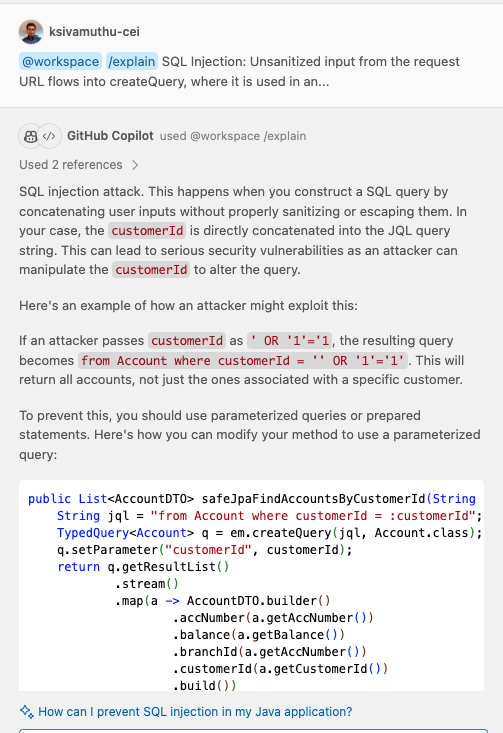 ksivamuthu-cei
@workspace /explain SQL Injection: Unsanitized input from the request
URL flows into createQuery, where it is used in an...
GitHub Copilot used @workspace /explain
Used 2 references
SQL injection attack. This happens when you construct a SQL query by
concatenating user inputs without properly sanitizing or escaping them. In
your case, the customerId is directly concatenated into the JQL query
string. This can lead to serious security vulnerabilities as an attacker can
manipulate the customerId to alter the query.
Here's an example of how an attacker might exploit this:
If an attacker passes customerId as ' OR '1'='1, the resulting query
becomes from Account where customerId = '' OR '1'='1'. This will
return all accounts, not just the ones associated with a specific customer.
To prevent this, you should use parameterized queries or prepared
statements. Here's how you can modify your method to use a parameterized
query:
public List<AccountDTO> safeJpaFindAccountsByCustomerId(String
String jql = "from Account where customerId = :customerId";
TypedQuery<Account> q = em.createQuery(jql, Account.class);
q.setParameter("customerId", customerId);
return q.getResultList()
.stream()
.map(a -> AccountDTO.builder()
.accNumber(a.getAccNumber())
.balance(a.getBalance())
.branchId(a.getAccNumber())
.customerId(a.getCustomerId())
.build())
How can I prevent SQL injection in my Java application?